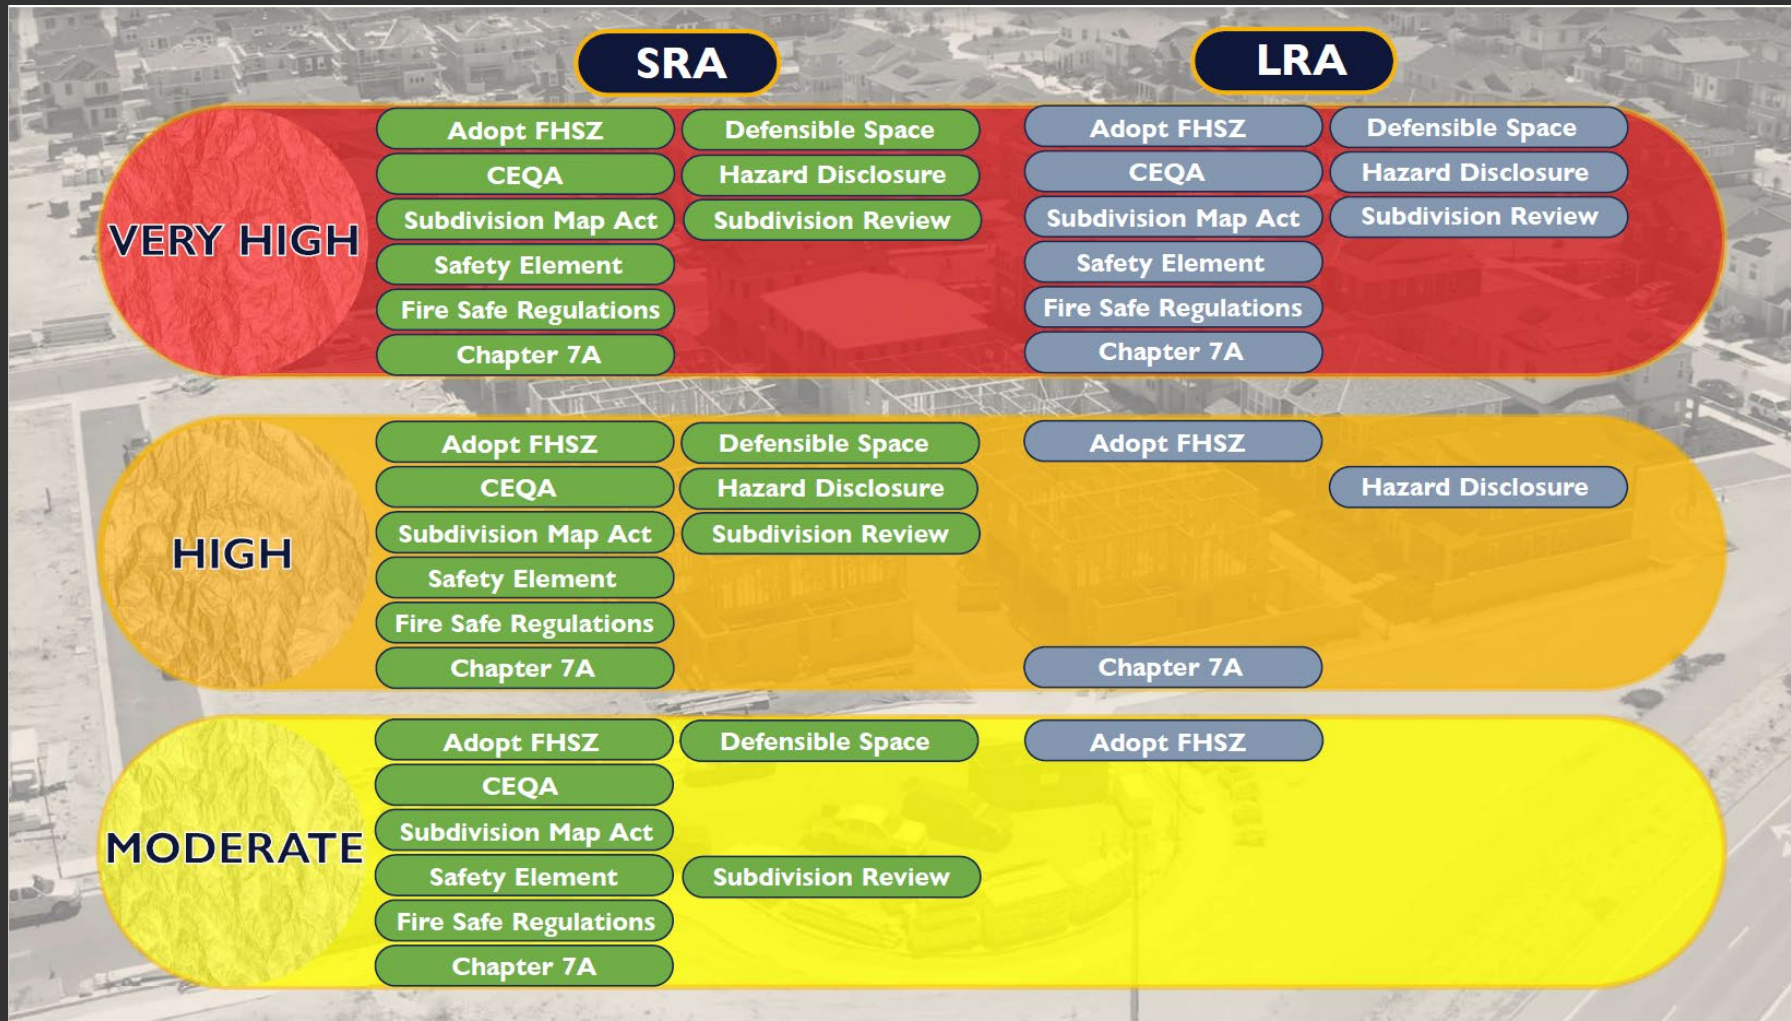 SRA
LRA
VERY HIGH
Adopt FHSZ
Defensible Space
Adopt FHSZ
Defensible Space
CEQA
Hazard Disclosure
CEQA
Hazard Disclosure
Subdivision Map Act
Subdivision Review
Subdivision Map Act
Subdivision Review
Safety Element
Safety Element
Fire Safe Regulations
Fire Safe Regulations
Chapter 7A
Chapter 7A
HIGH
Adopt FHSZ
Defensible Space
Adopt FHSZ
CEQA
Hazard Disclosure
Hazard Disclosure
Subdivision Map Act
Subdivision Review
Safety Element
Fire Safe Regulations
Chapter 7A
Chapter 7A
MODERATE
Adopt FHSZ
Defensible Space
Adopt FHSZ
CEQA
Subdivision Map Act
Safety Element
Subdivision Review
Fire Safe Regulations
Chapter 7A